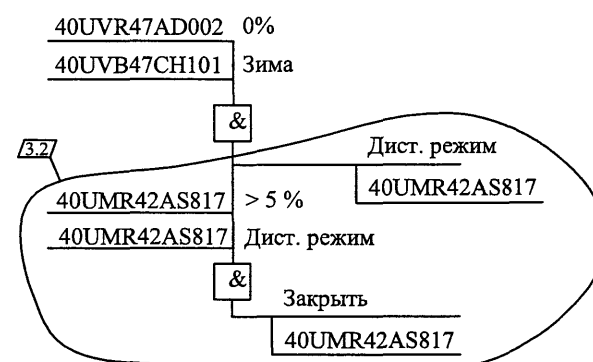 40UVR47AD002 0%
40UVB47CH101 Зима
&
3.2
Дист. режим
40UMR42AS817
40UMR42AS817 > 5 %
40UMR42AS817 Дист. режим
&
Закрыть
40UMR42AS817